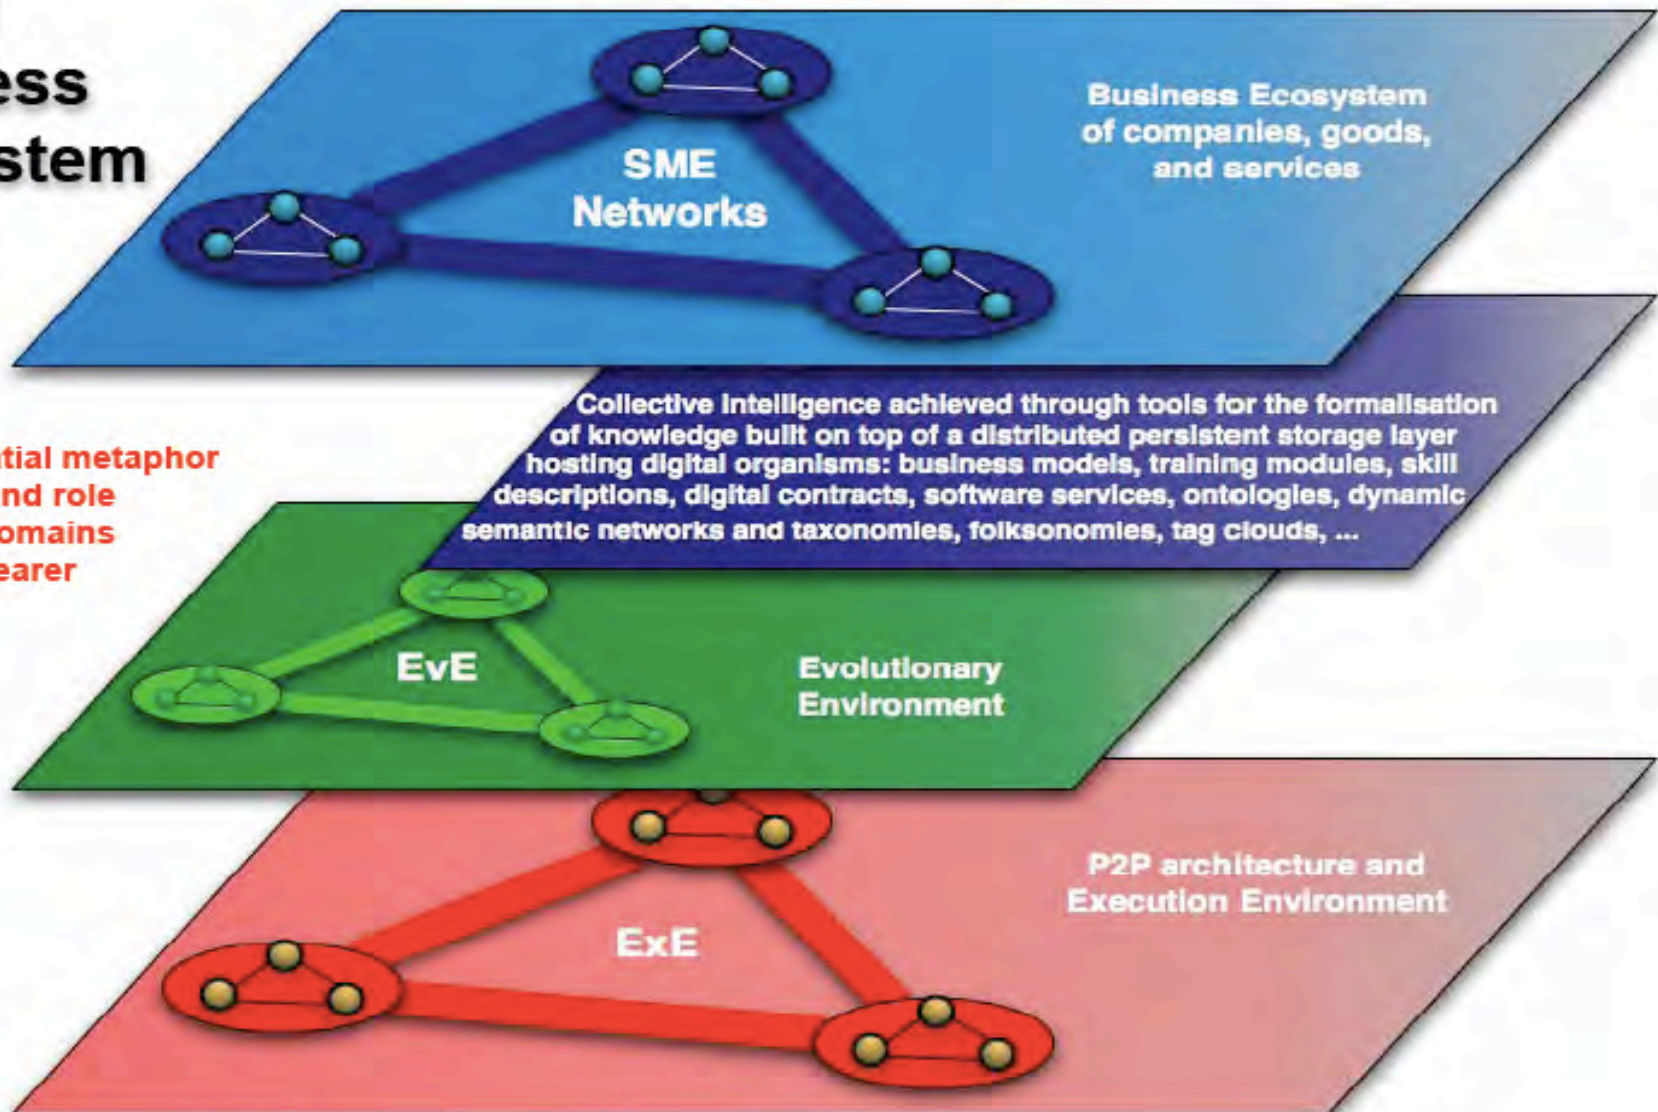 ess
stem
SME
Networks
Business Ecosystem
of companies, goods,
and services
Collective Intelligence achieved through tools for the formalisation
of knowledge built on top of a distributed persistent storage layer
hosting digital organisms: business models, training modules, skill
descriptions, digital contracts, software services, ontologies, dynamic
semantic networks and taxonomies, folksonomies, tag clouds, ...
tial metaphor
nd role
omains
earer
EvE
Evolutionary
Environment
ExE
P2P architecture and
Execution Environment